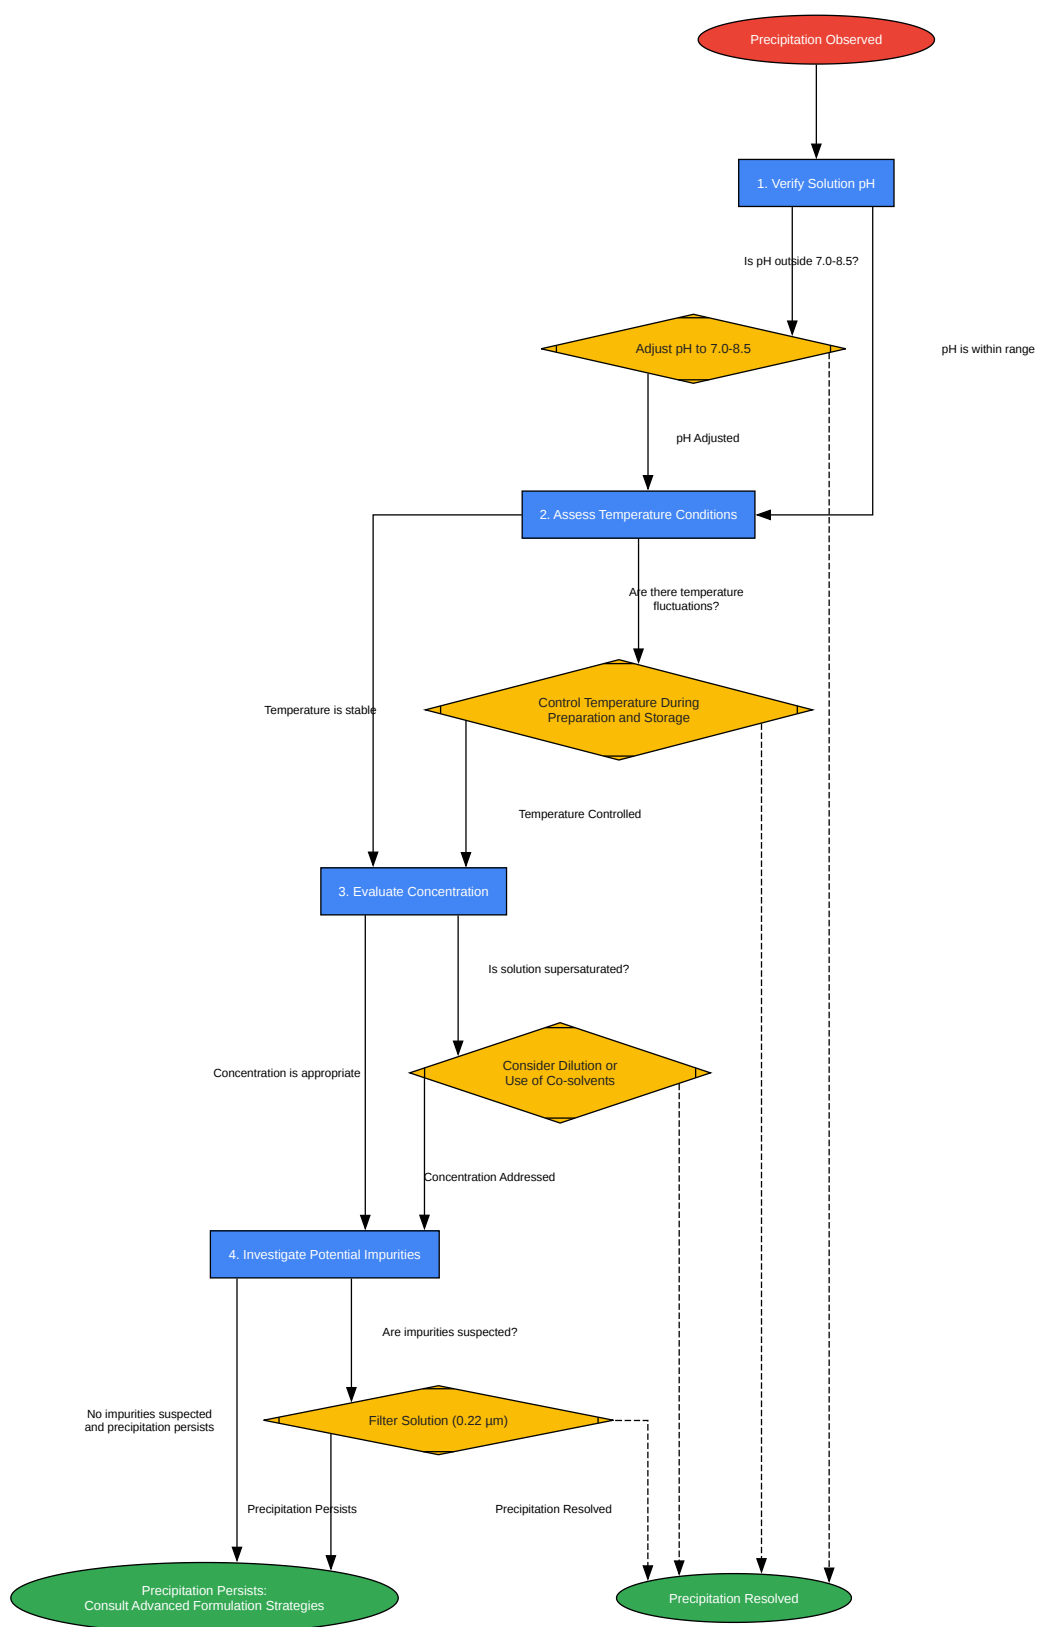 Precipitation Observed
1. Verify Solution pH
Is pH outside 7.0-8.5?
Adjust pH to 7.0-8.5
pH is within range
pH Adjusted
2. Assess Temperature Conditions
Are there temperature
fluctuations?
Control Temperature During
Preparation and Storage
Temperature is stable
Temperature Controlled
3. Evaluate Concentration
Is solution supersaturated?
Consider Dilution or
Use of Co-solvents
Concentration is appropriate
Concentration Addressed
4. Investigate Potential Impurities
Are impurities suspected?
No impurities suspected
and precipitation persists
Filter Solution (0.22 µm)
Precipitation Persists
Precipitation Resolved
Precipitation Persists:
Consult Advanced Formulation Strategies
Precipitation Resolved